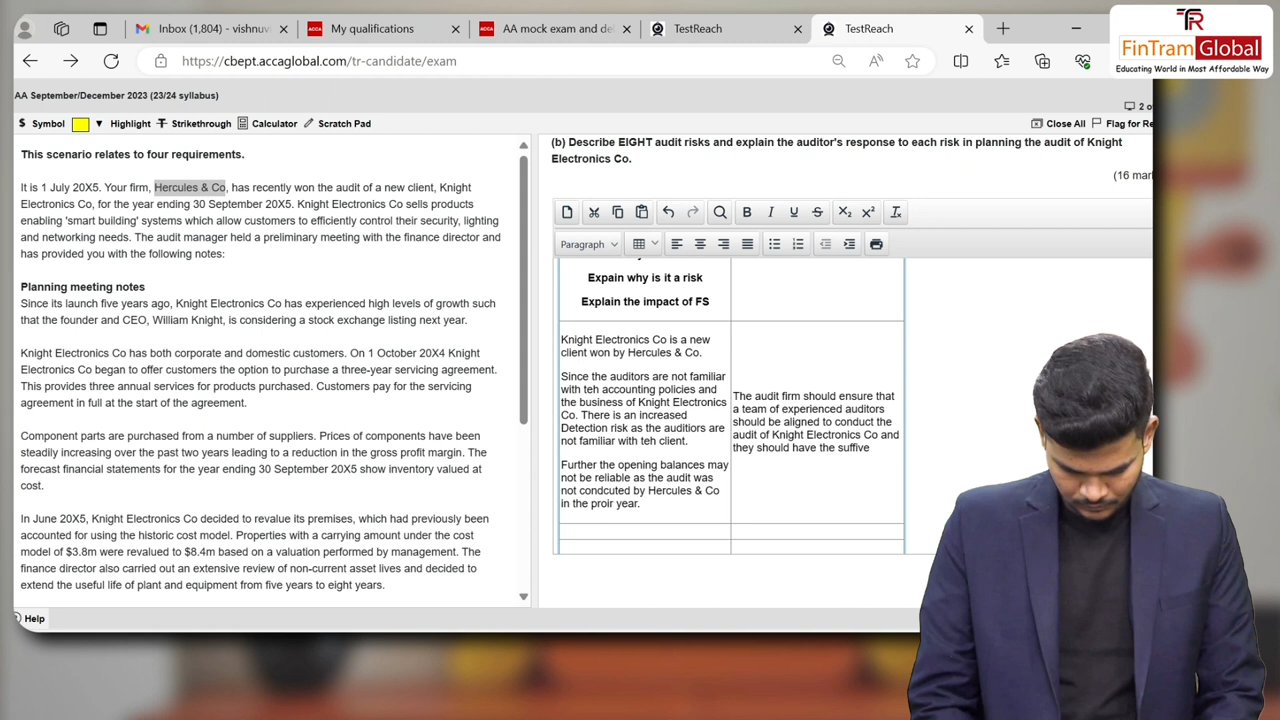 Inbox (1,804) - vishnuv
My qualifications
ACCA
AA mock exam and de
ACCA
TestReach
TestReach
FinTram Global
Educating World in Most Affordable Way
https://cbept.accaglobal.com/tr-candidate/exam
AA September/December 2023 (23/24 syllabus)
2 o
$ Symbol Highlight T Strikethrough Calculator Scratch Pad
Close All Flag for Re
This scenario relates to four requirements.
It is 1 July 20X5. Your firm, Hercules & Co, has recently won the audit of a new client, Knight
Electronics Co, for the year ending 30 September 20X5. Knight Electronics Co sells products
enabling 'smart building' systems which allow customers to efficiently control their security, lighting
and networking needs. The audit manager held a preliminary meeting with the finance director and
has provided you with the following notes:
Planning meeting notes
Since its launch five years ago, Knight Electronics Co has experienced high levels of growth such
that the founder and CEO, William Knight, is considering a stock exchange listing next year.
Knight Electronics Co has both corporate and domestic customers. On 1 October 20X4 Knight
Electronics Co began to offer customers the option to purchase a three-year servicing agreement.
This provides three annual services for products purchased. Customers pay for the servicing
agreement in full at the start of the agreement.
Component parts are purchased from a number of suppliers. Prices of components have been
steadily increasing over the past two years leading to a reduction in the gross profit margin. The
forecast financial statements for the year ending 30 September 20X5 show inventory valued at
cost.
In June 20X5, Knight Electronics Co decided to revalue its premises, which had previously been
accounted for using the historic cost model. Properties with a carrying amount under the cost
model of $3.8m were revalued to $8.4m based on a valuation performed by management. The
finance director also carried out an extensive review of non-current asset lives and decided to
extend the useful life of plant and equipment from five years to eight years.
Help
(b) Describe EIGHT audit risks and explain the auditor's response to each risk in planning the audit of Knight
Electronics Co.
(16 mar
B I U S X₂ X² Tx
Paragraph
Expain why is it a risk
Explain the impact of FS
Knight Electronics Co is a new
client won by Hercules & Co.
Since the auditors are not familiar
with teh accounting policies and
the business of Knight Electronics
Co. There is an increased
Detection risk as the auditiors are
not familiar with teh client.
Further the opening balances may
not be reliable as the audit was
not condcuted by Hercules & Co
in the proir year.
The audit firm should ensure that
a team of experienced auditors
should be aligned to conduct the
audit of Knight Electronics Co and
they should have the suffive